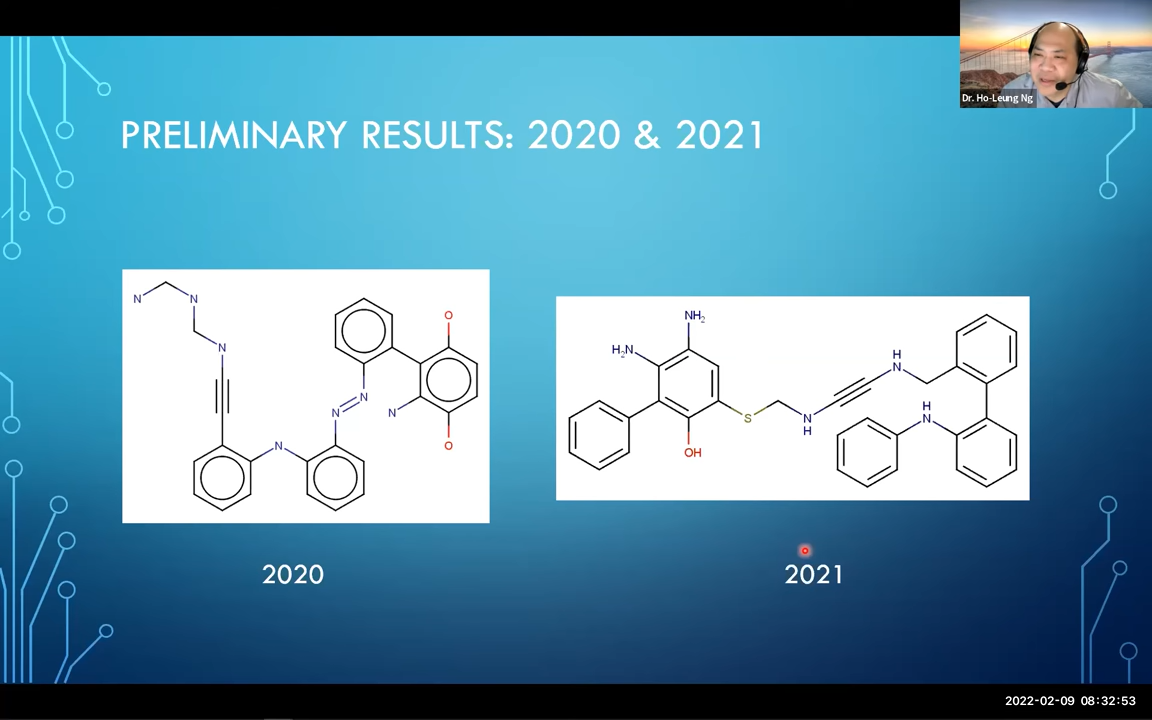 Dr. Ho-Leung Ng
PRELIMINARY RESULTS: 2020 & 2021
N
N
N
N
N
N
N
O
O
NH2
H2N
S
OH
N
H
H
N
H
N
2020
2021
2022-02-09 08:32:53